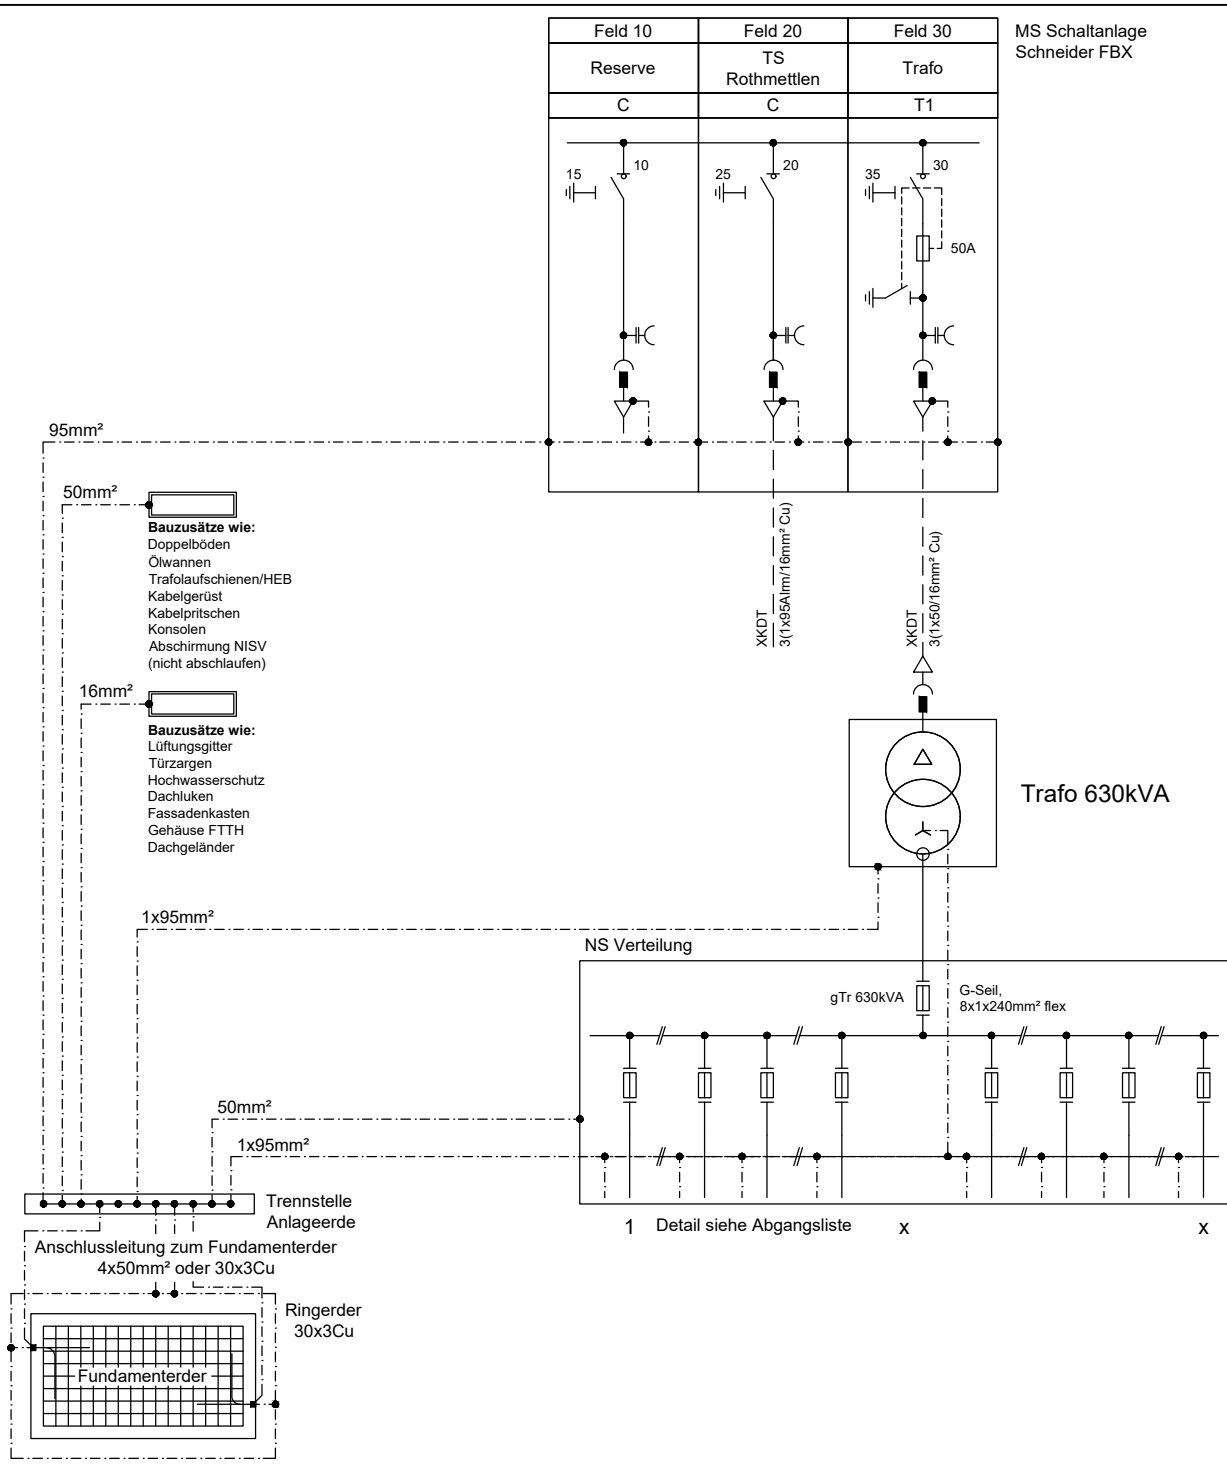 Feld 10
Feld 20
Feld 30
MS Schaltanlage
Schneider FBX
Reserve
TS
Rothmettlen
Trafo
C
C
T1
15
10
25
20
35
30
50A
95mm²
50mm²
Bauzusätze wie:
Doppelböden
Ölwannen
Trafolaufschienen/HEB
Kabelgerüst
Kabelpritschen
Konsolen
Abschirmung NISV
(nicht abschlaufen)
XKDT
3(1x95Alrm/16mm² Cu)
XKDT
3(1x50/16mm² Cu)
16mm²
Bauzusätze wie:
Lüftungsgitter
Türzargen
Hochwasserschutz
Dachluken
Fassadenkasten
Gehäuse FTTH
Dachgeländer
Trafo 630kVA
1x95mm²
NS Verteilung
gTr 630kVA
G-Seil,
8x1x240mm² flex
50mm²
1x95mm²
Trennstelle
Anlageerde
1
Detail siehe Abgangsliste
x
x
Anschlussleitung zum Fundamenterder
4x50mm² oder 30x3Cu
Ringerder
30x3Cu
Fundamenterder